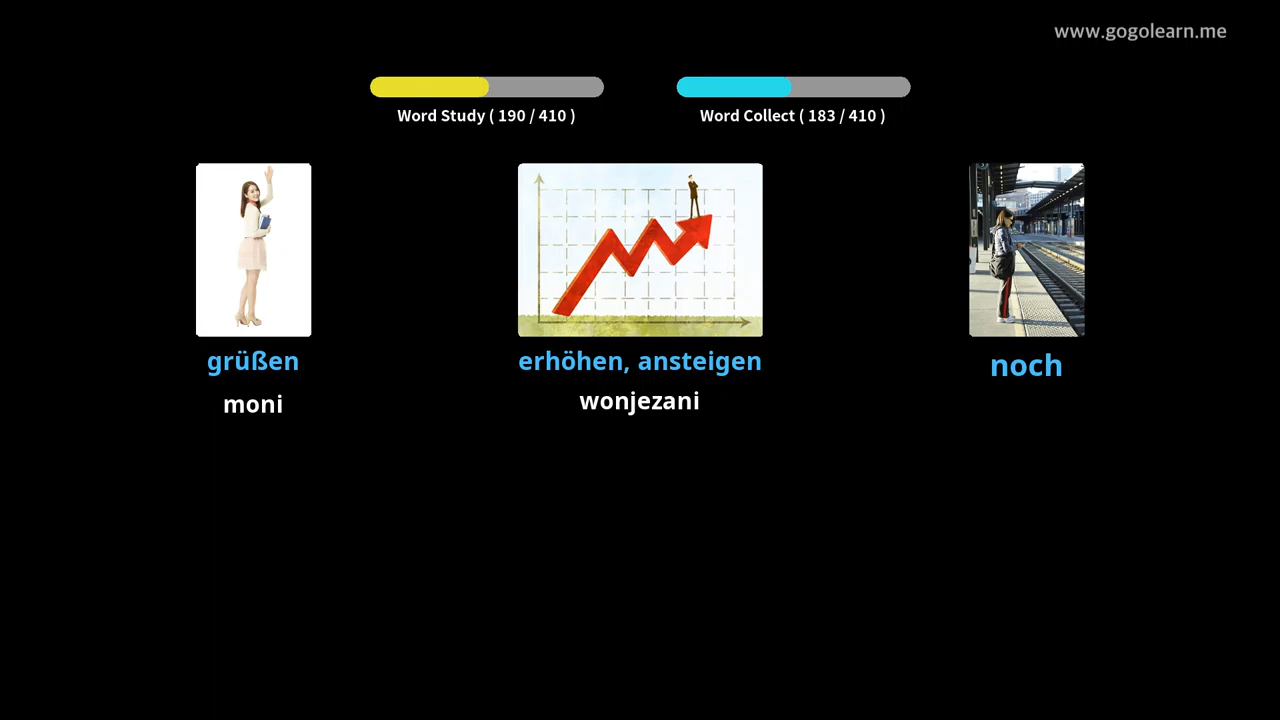 www.gogolearn.me
Word Study ( 190 / 410 )
Word Collect ( 183 / 410 )
grüßen
moni
erhöhen, ansteigen
wonjezani
noch